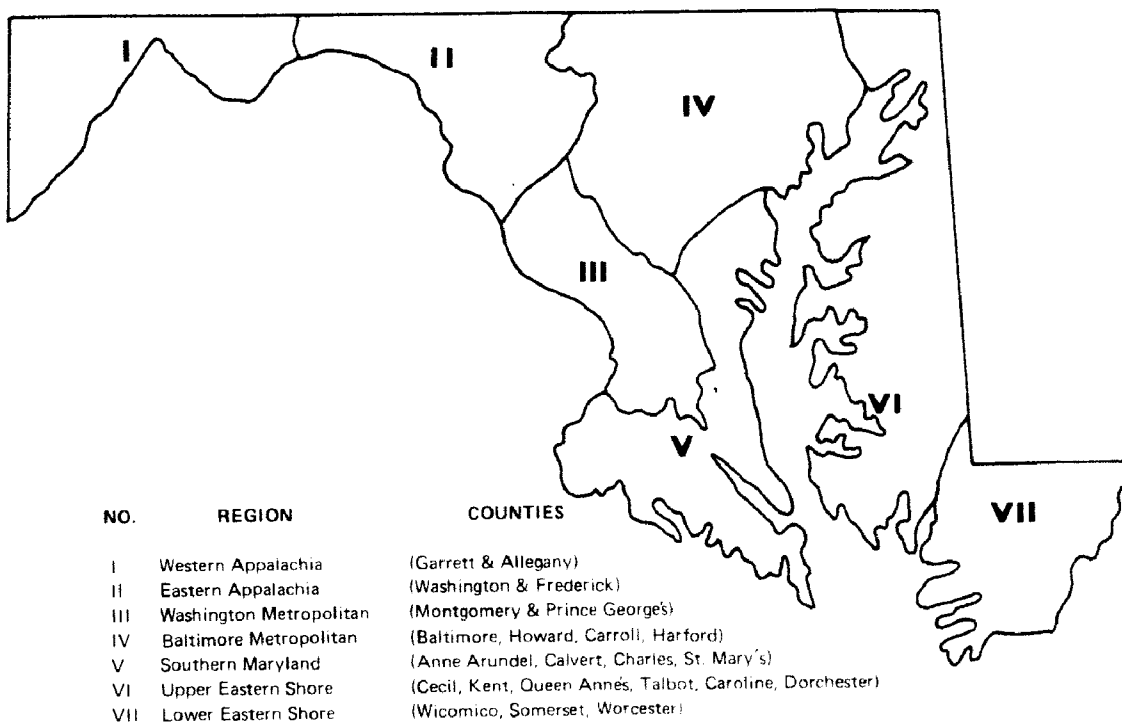 I
II
IV
III
VI
V
VII
NO. REGION COUNTIES
I Western Appalachia (Garrett & Allegany)
II Eastern Appalachia (Washington & Frederick)
III Washington Metropolitan (Montgomery & Prince George's)
IV Baltimore Metropolitan (Baltimore, Howard, Carroll, Harford)
V Southern Maryland (Anne Arundel, Calvert, Charles, St. Mary's)
VI Upper Eastern Shore (Cecil, Kent, Queen Anne's, Talbot, Caroline, Dorchester)
VII Lower Eastern Shore (Wicomico, Somerset, Worcester)